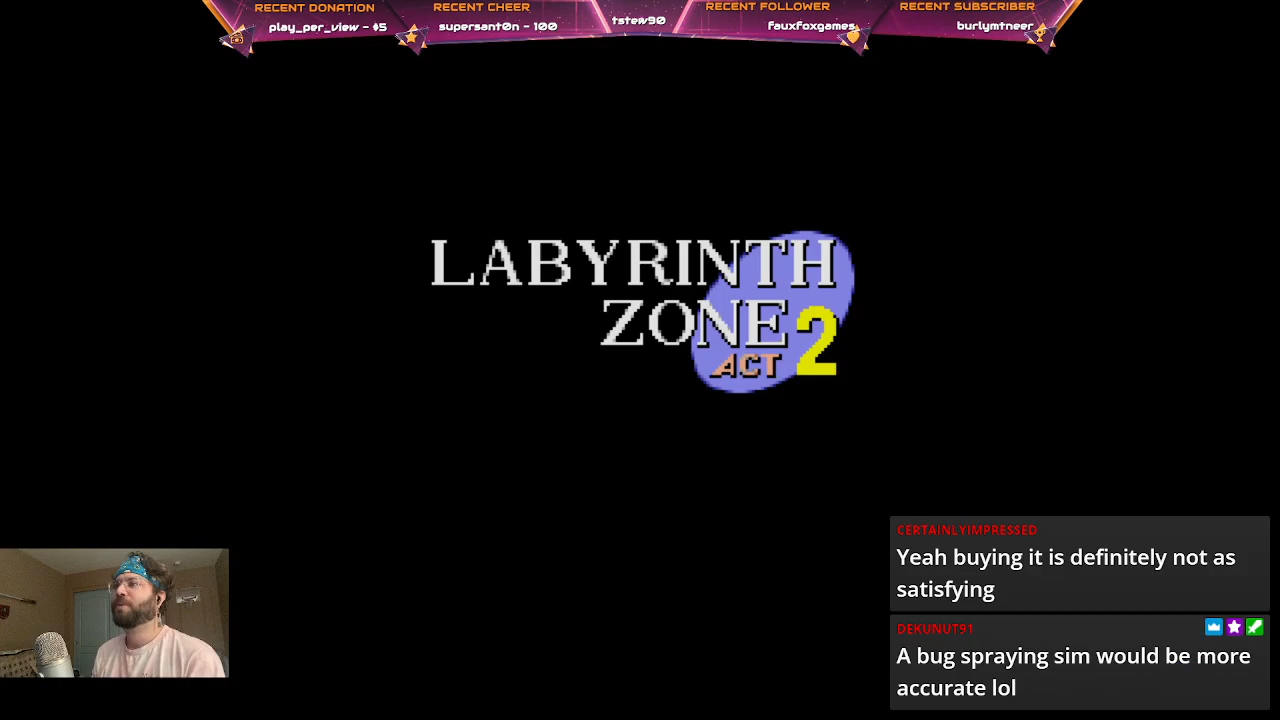 RECENT DONATION
play_per_view - $5
RECENT CHEER
supersant0n - 100
tstew90
RECENT FOLLOWER
FauxFoxgames
RECENT SUBSCRIBER
burlymtneer
LABYRINTH
ZONE
ACT 2
CERTAINLYIMPRESSED
Yeah buying it is definitely not as
satisfying
DEKUNUT91
A bug spraying sim would be more
accurate lol